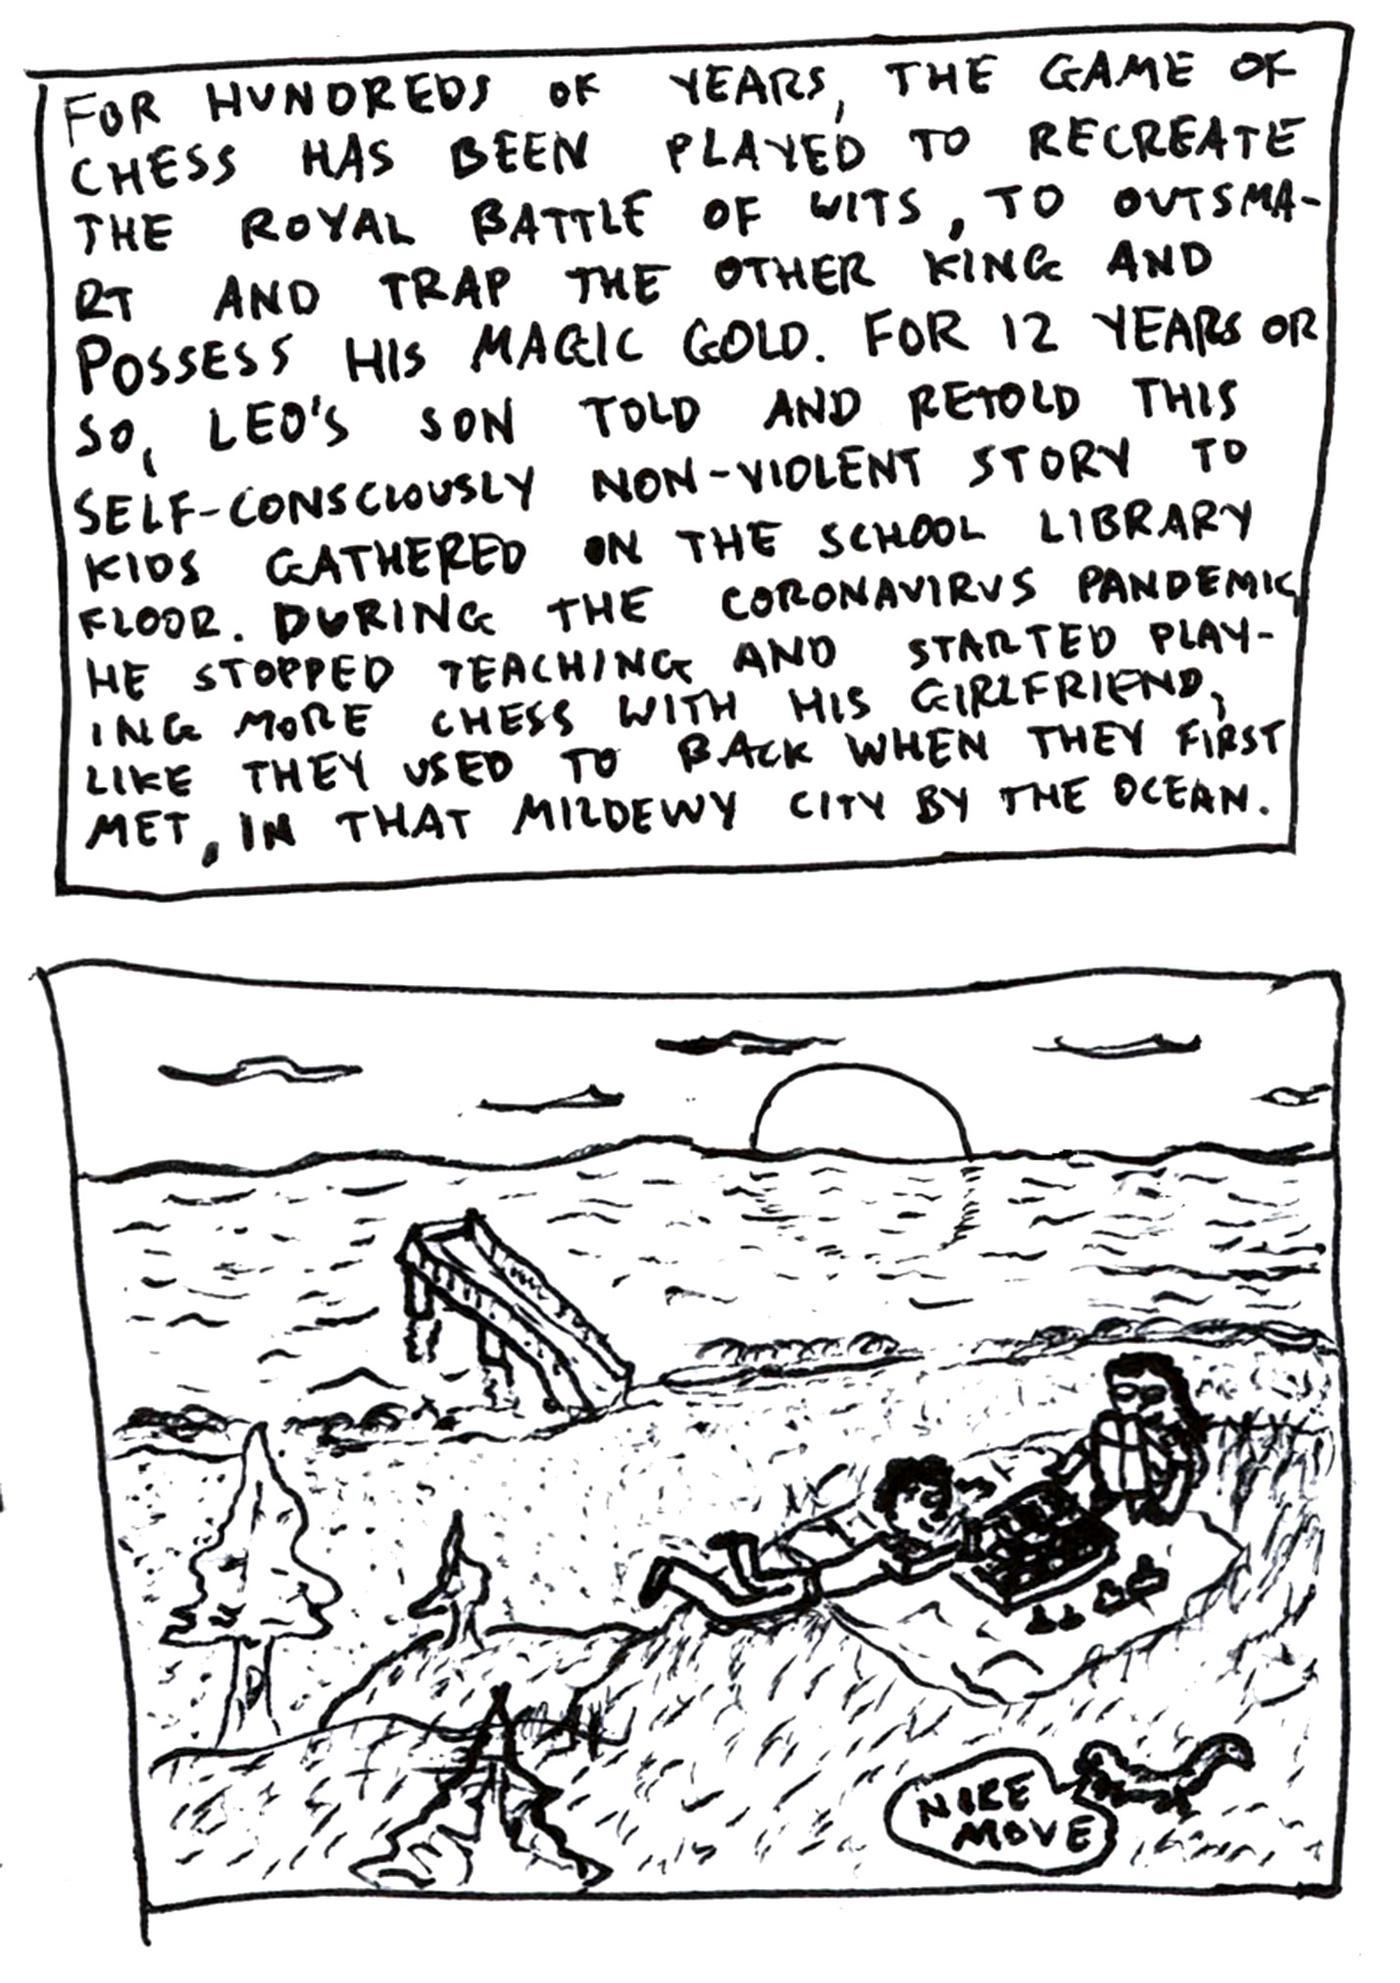 FOR HUNDREDS OF YEARS, THE GAME OF
CHESS HAS BEEN PLAYED TO RECREATE
THE ROYAL BATTLE OF WITS, TO OUTSMA-
RT AND TRAP THE OTHER KING AND
POSSESS HIS MAGIC GOLD. FOR 12 YEARS OR
SO, LEO'S SON TOLD AND RETOLD THIS
SELF-CONSCIOUSLY NON-VIOLENT STORY TO
KIDS GATHERED ON THE SCHOOL LIBRARY
FLOOR. DURING THE CORONAVIRUS PANDEMIC,
HE STOPPED TEACHING AND STARTED PLAY-
ING MORE CHESS WITH HIS GIRLFRIEND,
LIKE THEY USED TO BACK WHEN THEY FIRST
MET, IN THAT MILDEWY CITY BY THE OCEAN.
NICE
MOVE